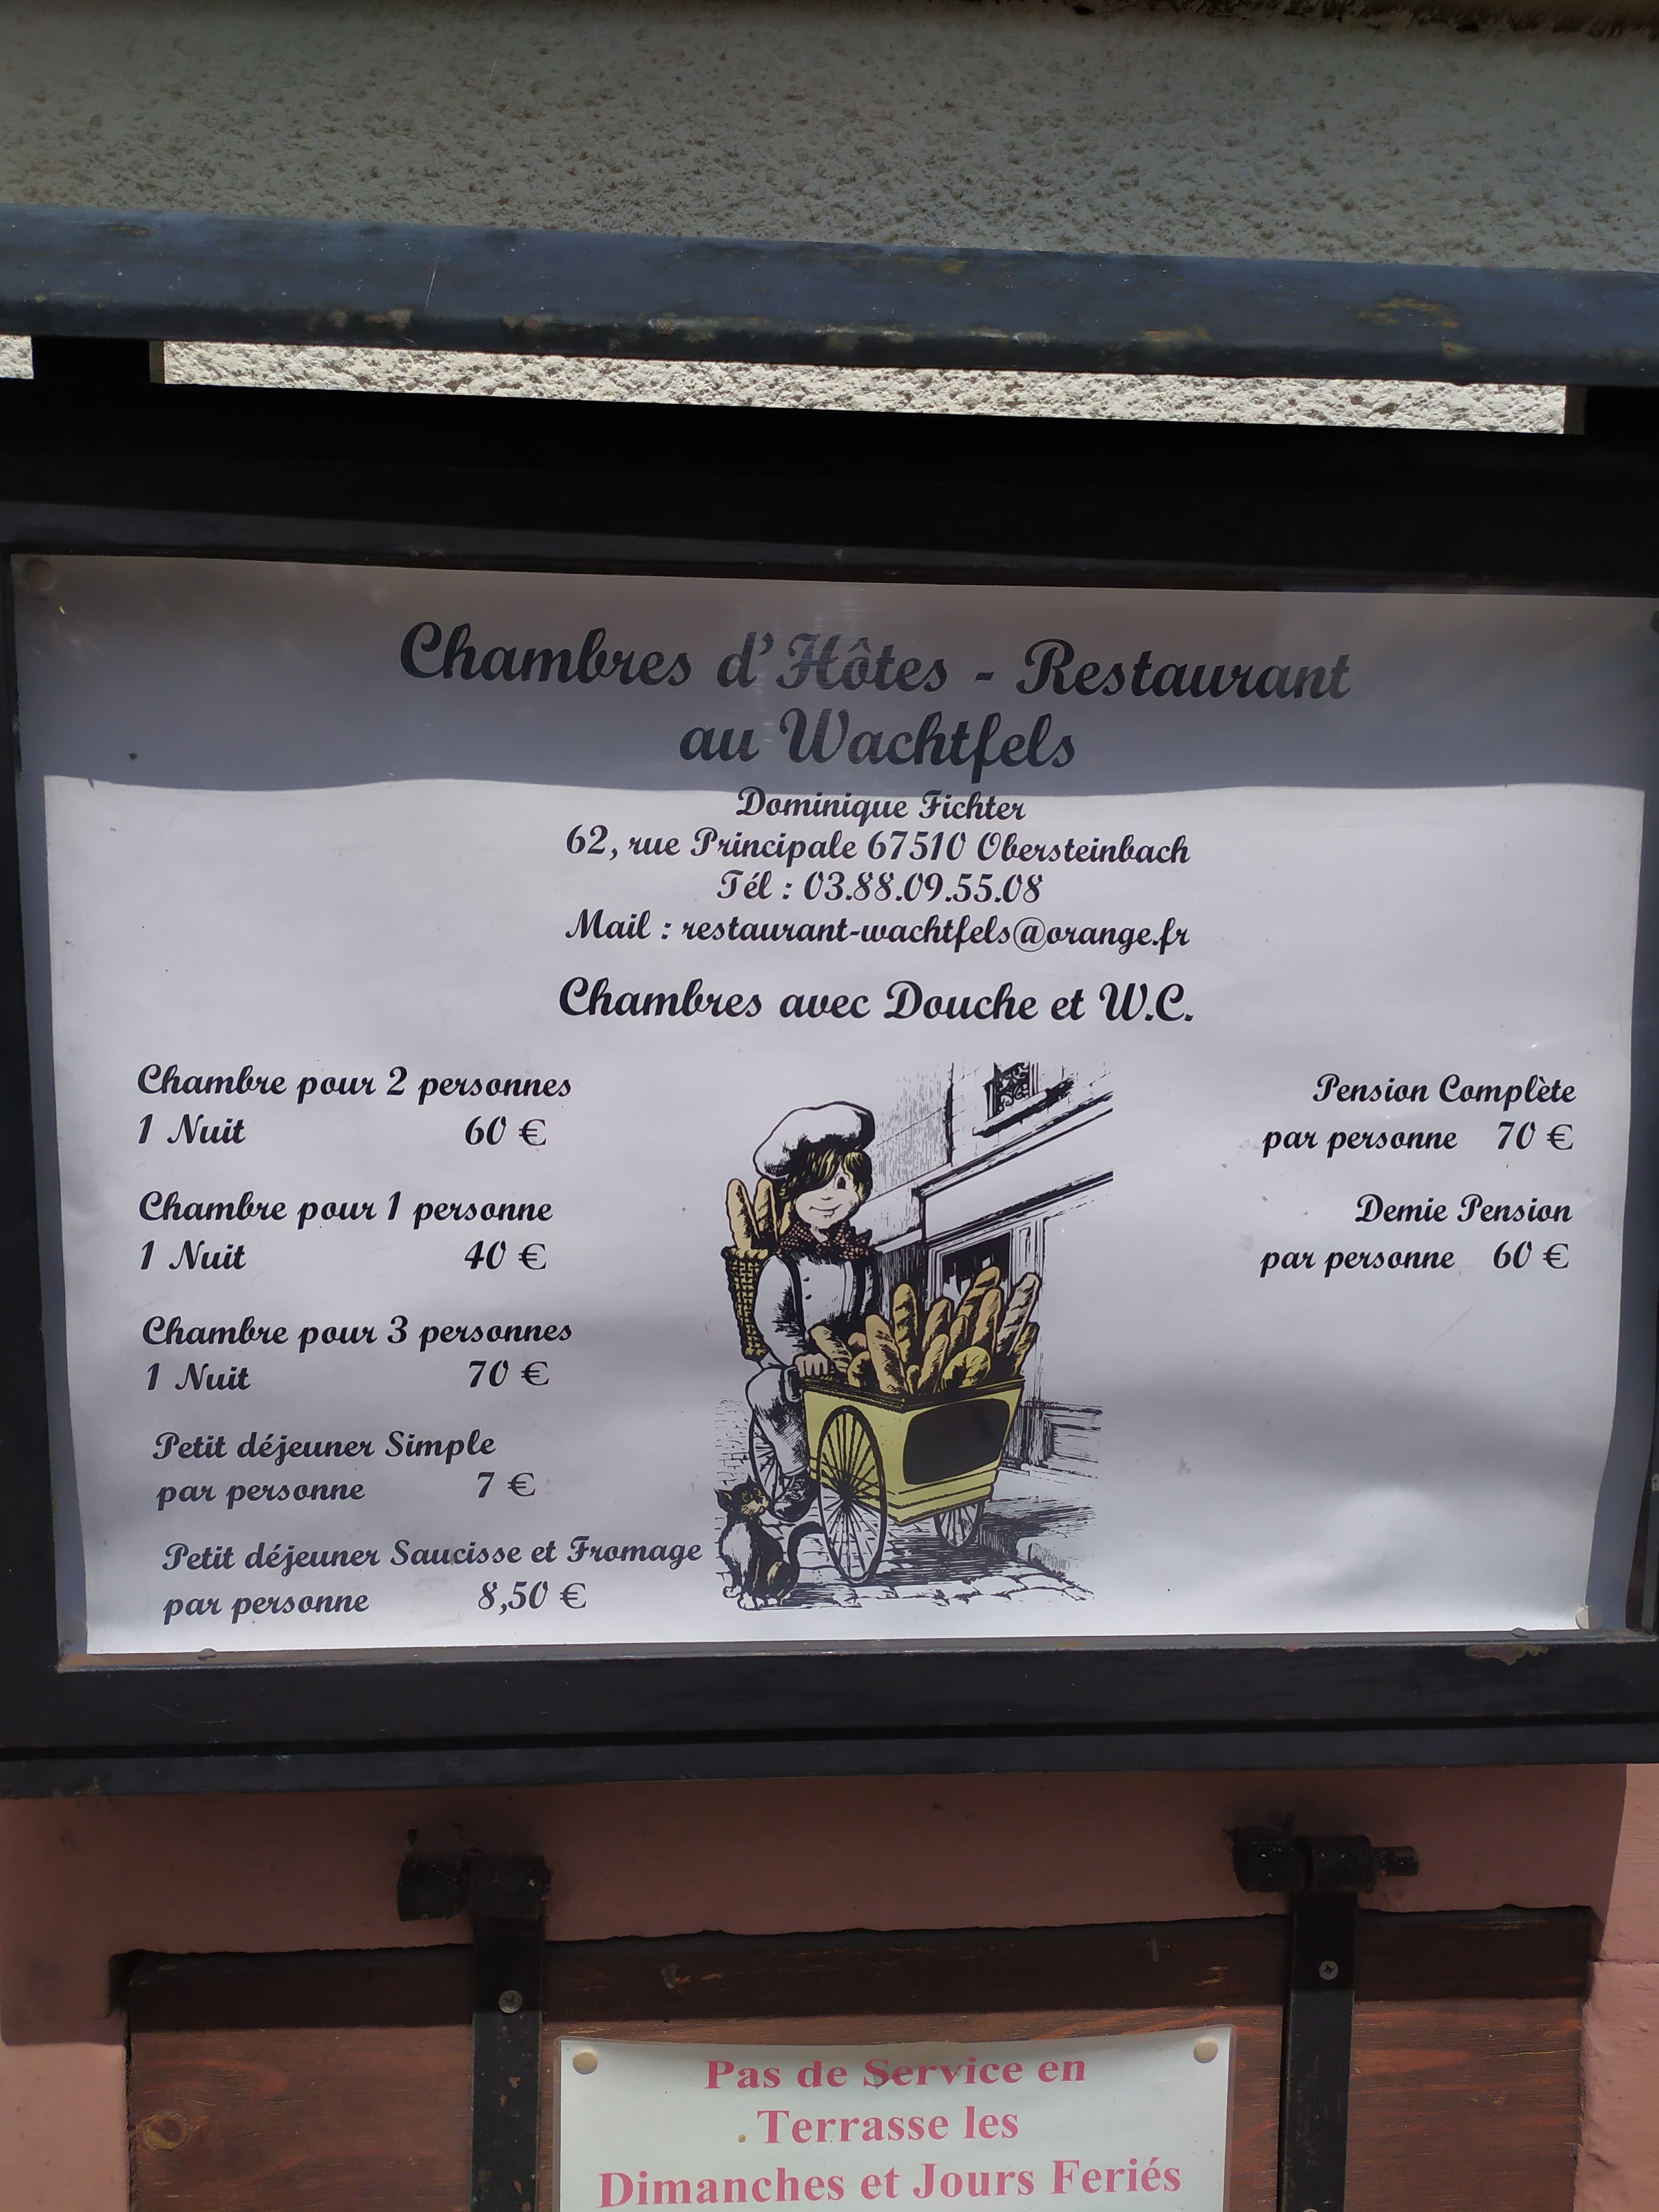 Chambres d'Hôtes - Restaurant
au Wachtfels
Dominique Fichter
62, rue Principale 67510 Obersteinbach
Tél : 03.88.09.55.08
Mail : restaurant-wachtfels@orange.fr
Chambres avec Douche et W.C.
Chambre pour 2 personnes
1 Nuit 60 €
Chambre pour 1 personne
1 Nuit 40 €
Chambre pour 3 personnes
1 Nuit 70 €
Petit déjeuner Simple
par personne 7 €
Petit déjeuner Saucisse et Fromage
par personne 8,50 €
Pension Complète
par personne 70 €
Demie Pension
par personne 60 €
Pas de Service en
Terrasse les
Dimanches et Jours Feriés